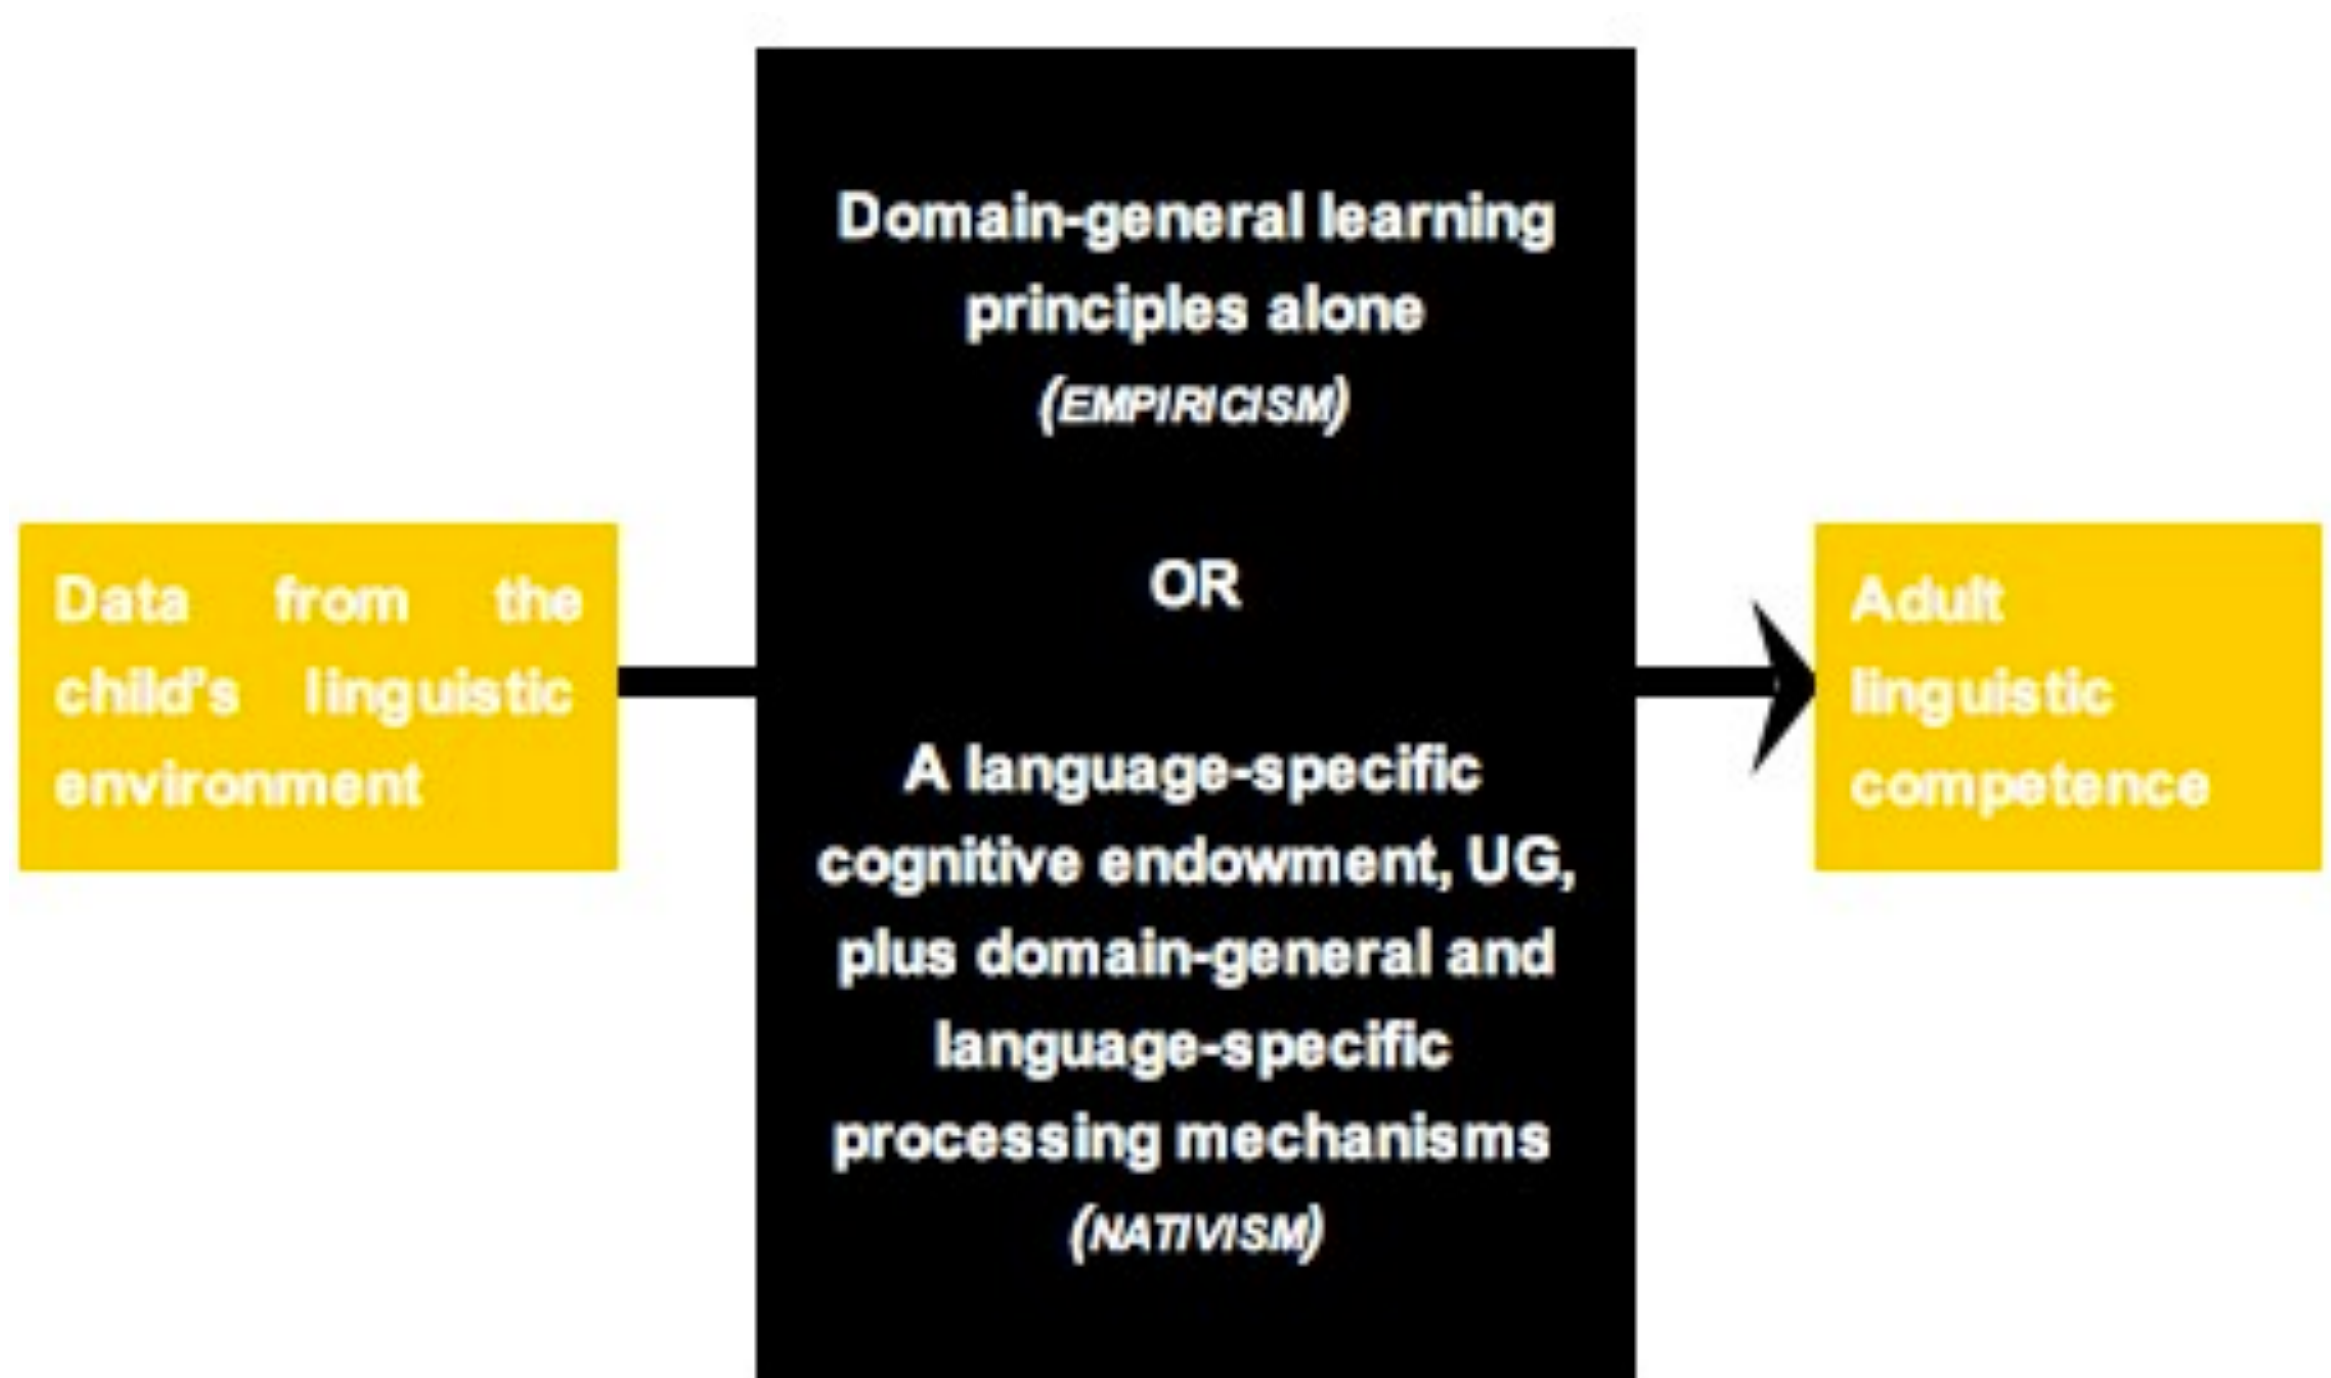 Data from the
child's linguistic
environment
Domain-general learning
principles alone
(EMPIRICISM)
OR
A language-specific
cognitive endowment, UG,
plus domain-general and
language-specific
processing mechanisms
(NATIVISM)
Adult
linguistic
competence